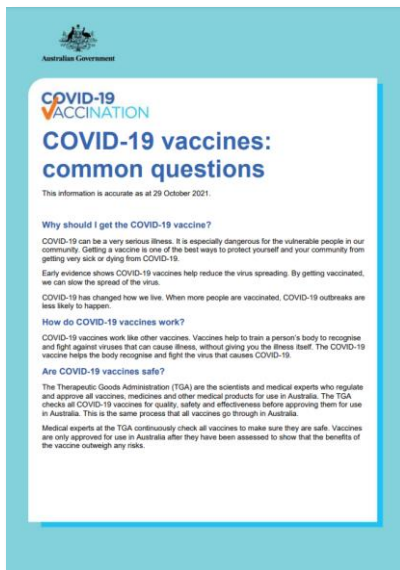 Australian Government
COVID-19
VACCINATION
COVID-19 vaccines:
common questions
This information is accurate as at 29 October 2021.
Why should I get the COVID-19 vaccine?
COVID-19 can be a very serious illness. It is especially dangerous for the vulnerable people in our
community. Getting a vaccine is one of the best ways to protect yourself and your community from
getting very sick or dying from COVID-19.
Early evidence shows COVID-19 vaccines help reduce the virus spreading. By getting vaccinated,
we can slow the spread of the virus.
COVID-19 has changed how we live. When more people are vaccinated, COVID-19 outbreaks are
less likely to happen.
How do COVID-19 vaccines work?
COVID-19 vaccines work like other vaccines. Vaccines help to train a person's body to recognise
and fight against viruses that can cause illness, without giving you the illness itself. The COVID-19
vaccine helps the body recognise and fight the virus that causes COVID-19.
Are COVID-19 vaccines safe?
The Therapeutic Goods Administration (TGA) are the scientists and medical experts who regulate
and approve all vaccines, medicines and other medical products for use in Australia. The TGA
checks all COVID-19 vaccines for quality, safety and effectiveness before approving them for use
in Australia. This is the same process that all vaccines go through in Australia.
Medical experts at the TGA continuously check all vaccines to make sure they are safe. Vaccines
are only approved for use in Australia after they have been assessed to show that the benefits of
the vaccine outweigh any risks.